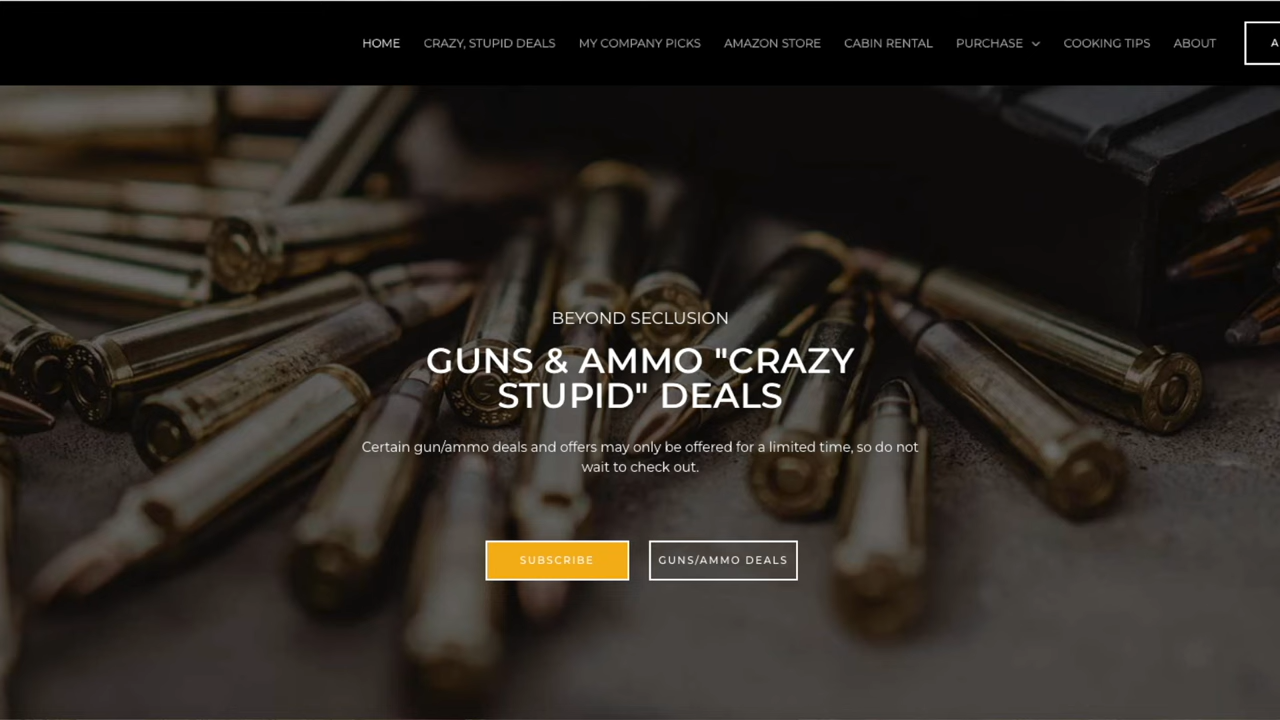 HOME CRAZY, STUPID DEALS MY COMPANY PICKS AMAZON STORE CABIN RENTAL PURCHASE COOKING TIPS ABOUT A
BEYOND SECLUSION
GUNS & AMMO "CRAZY
STUPID" DEALS
Certain gun/ammo deals and offers may only be offered for a limited time, so do not
wait to check out.
SUBSCRIBE GUNS/AMMO DEALS